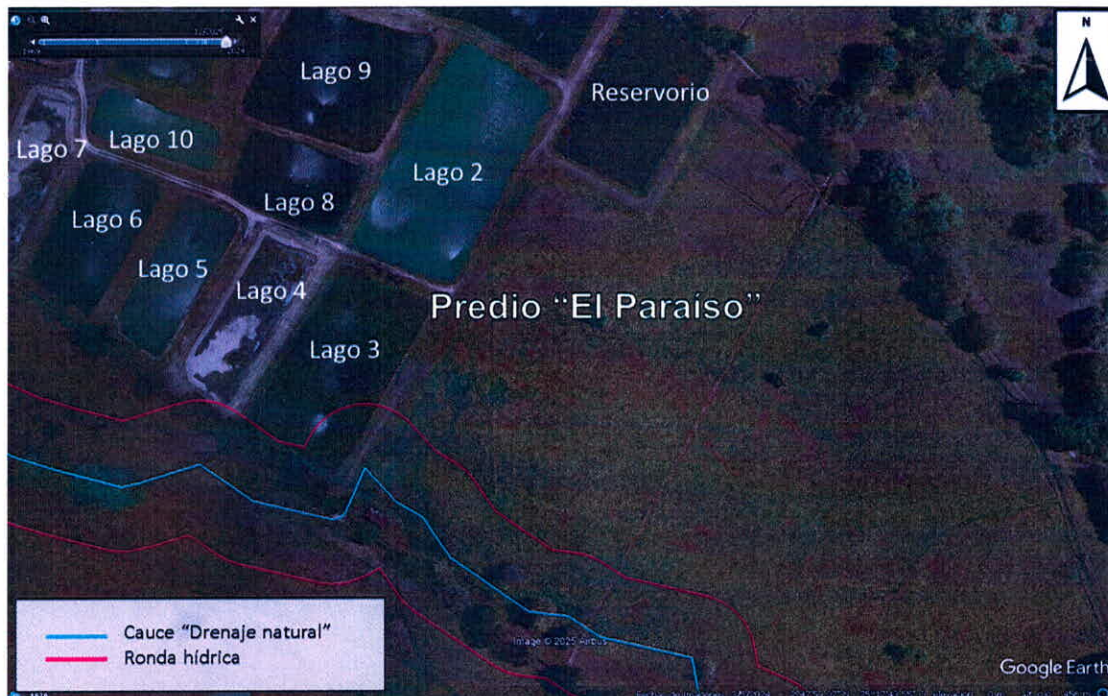 N
Lago 9
Reservorio
Lago 10
Lago 7
Lago 2
Lago 8
Lago 6
Lago 5
Lago 4
Predio “El Paraiso”
Lago 3
Cauce “Drenaje natural”
Ronda hídrica
Image © 2025 Airbus
Google Earth